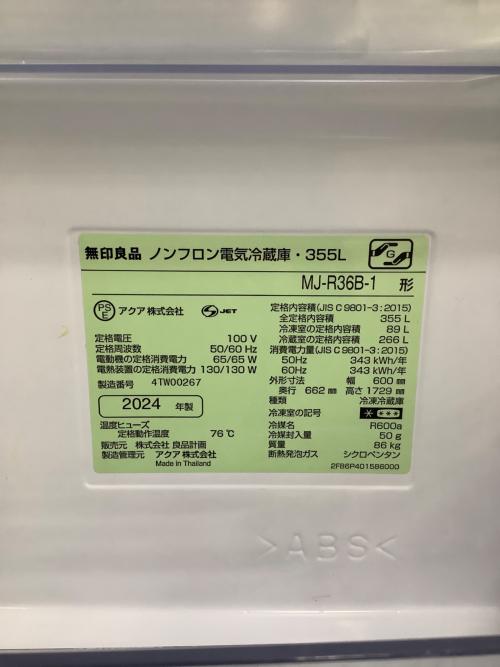 無印良品 ノンフロン電気冷蔵庫・355L
G
MJ-R36B-1 形
PS E アクア株式会社 S JET
定格電圧 100 V
定格周波数 50/60 Hz
電動機の定格消費電力 65/65 W
電熱装置の定格消費電力 130/130 W
製造番号 4TW00267
2024 年製
温度ヒューズ
定格動作温度 76℃
販売元 株式会社 良品計画
製造管理元 アクア株式会社
Made in Thailand
定格内容積(JIS C 9801-3:2015)
全定格内容積 355 L
冷凍室の定格内容積 89 L
冷蔵室の定格内容積 266 L
消費電力量(JIS C 9801-3:2015)
50Hz 343 kWh/年
60Hz 343 kWh/年
外形寸法 幅 600 mm
奥行 662 mm 高さ 1729 mm
種類 冷凍冷蔵庫
冷凍室の記号
冷媒名 R600a
冷媒封入量 50 g
質量 86 kg
断熱発泡ガス シクロペンタン
2FB6P401586000
>ABS<